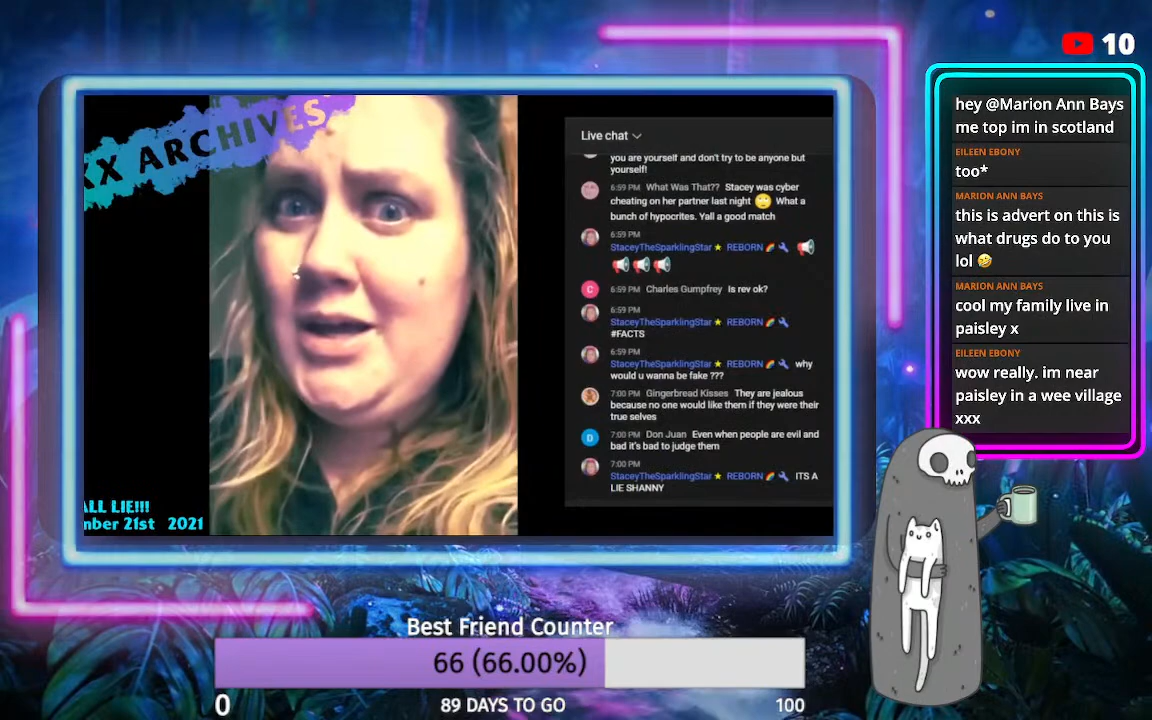 10
XX ARCHIVES
ALL LIE!!!
mber 21st 2021
Live chat
you are yourself and don't try to be anyone but
yourself!
6:59 PM What Was That?? Stacey was cyber
cheating on her partner last night 🙄 What a
bunch of hypocrites. Yall a good match
6:59 PM
StaceyTheSparklingStar ⭐ REBORN 🌈 🔧 📢
📢📢📢
C 6:59 PM Charles Gumpfrey Is rev ok?
6:59 PM
StaceyTheSparklingStar ⭐ REBORN 🌈 🔧
#FACTS
6:59 PM
StaceyTheSparklingStar ⭐ REBORN 🌈 🔧 why
would u wanna be fake ???
7:00 PM Gingerbread Kisses They are jealous
because no one would like them if they were their
true selves
D 7:00 PM Don Juan Even when people are evil and
bad it's bad to judge them
7:00 PM
StaceyTheSparklingStar ⭐ REBORN 🌈 🔧 ITS A
LIE SHANNY
hey @Marion Ann Bays
me top im in scotland
EILEEN EBONY
too*
MARION ANN BAYS
this is advert on this is
what drugs do to you
lol 🤣
MARION ANN BAYS
cool my family live in
paisley x
EILEEN EBONY
wow really. im near
paisley in a wee village
xxx
Best Friend Counter
66 (66.00%)
0
89 DAYS TO GO
100